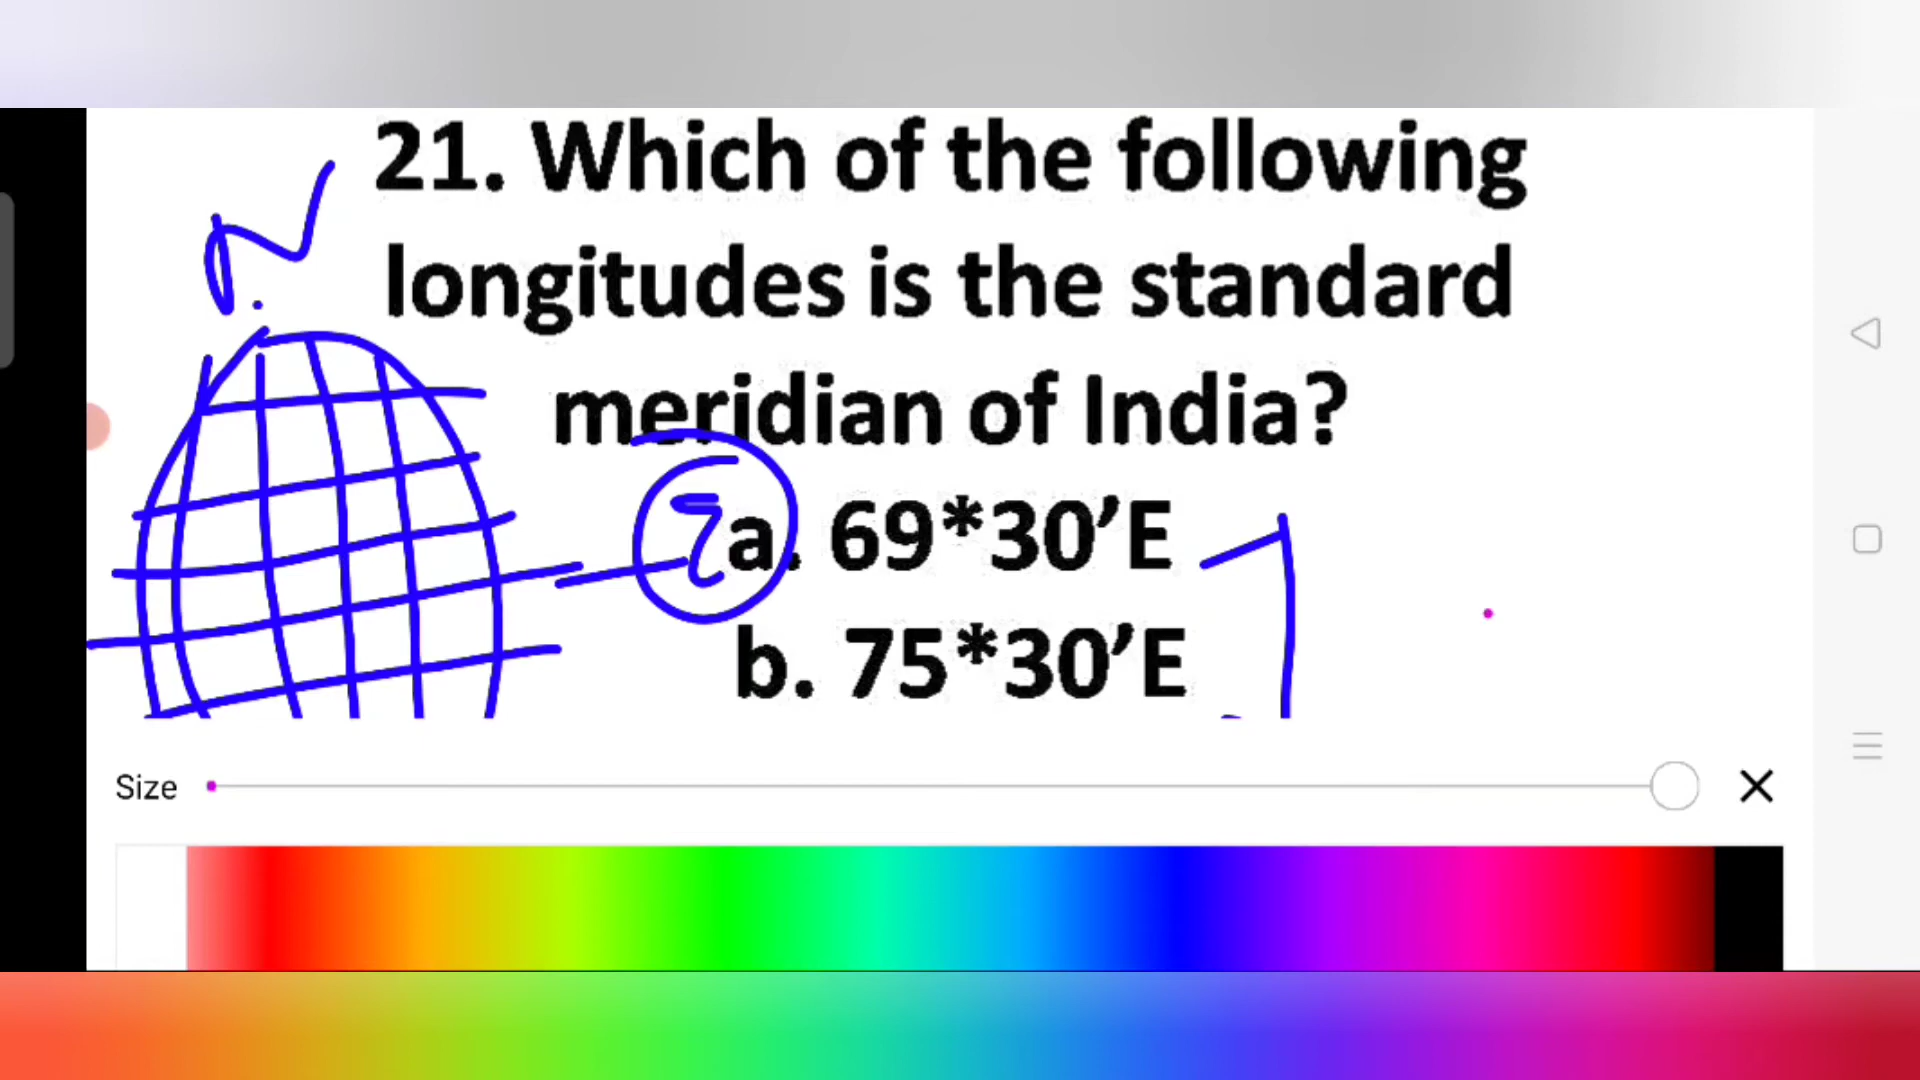 21. Which of the following
longitudes is the standard
meridian of India?
a. 69*30’E
b. 75*30’E
Size